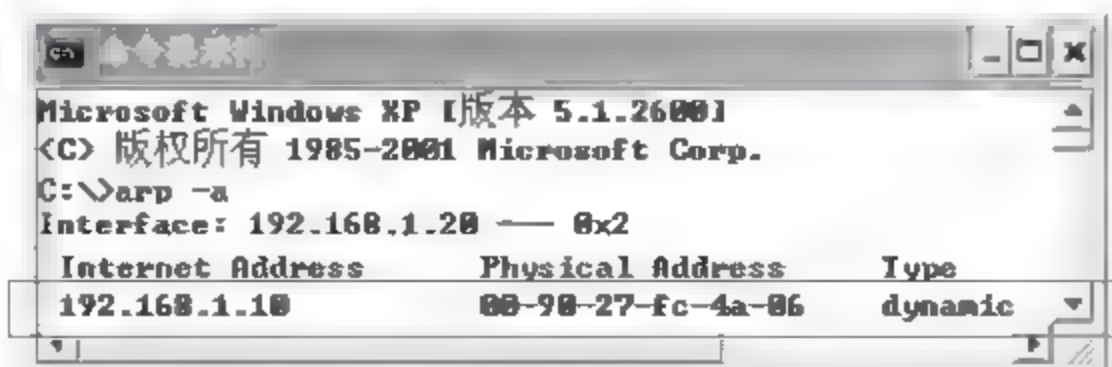 Microsoft Windows XP [版本 5.1.2600]
<C> 版权所有 1985-2001 Microsoft Corp.
C:\>arp -a
Interface: 192.168.1.20 --- 0x2
Internet Address Physical Address Type
192.168.1.10 00-90-27-fc-4a-06 dynamic